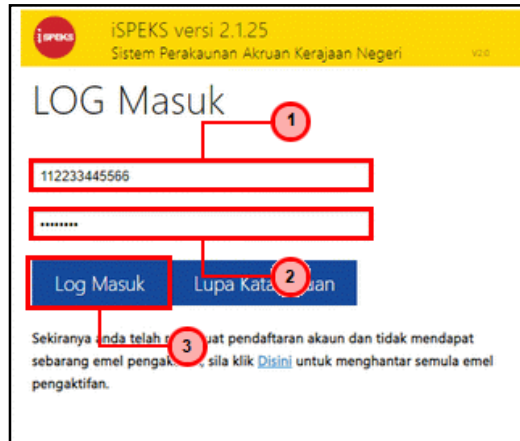 iSPEKS
iSPEKS versi 2.1.25
Sistem Perakaunan Akruan Kerajaan Negeri V2.0
LOG Masuk
1
112233445566
••••••••
2
Log Masuk Lupa Kata
3
Sekiranya anda telah pendaftaran akaun dan tidak mendapat
sebarang emel sila klik Disini untuk menghantar semula emel
pengaktifan.